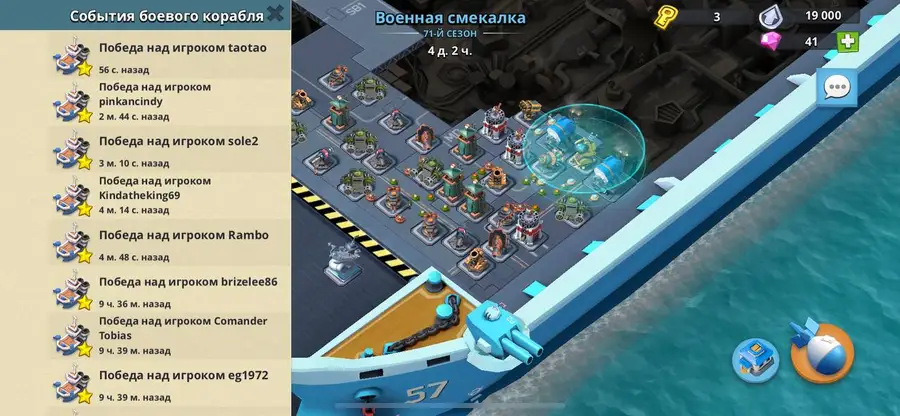 События боевого корабля
Победа над игроком taotao
56 с. назад
Победа над игроком
pinkancindy
2 м. 44 с. назад
Победа над игроком sole2
3 м. 10 с. назад
Победа над игроком
Kindatheking69
4 м. 14 с. назад
Победа над игроком Rambo
4 м. 48 с. назад
Победа над игроком brizelee86
9 ч. 36 м. назад
Победа над игроком Comander
Tobias
9 ч. 39 м. назад
Победа над игроком eg1972
9 ч. 39 м. назад
Военная смекалка
71-Й СЕЗОН
4 д. 2 ч.
3
19 000
41
57